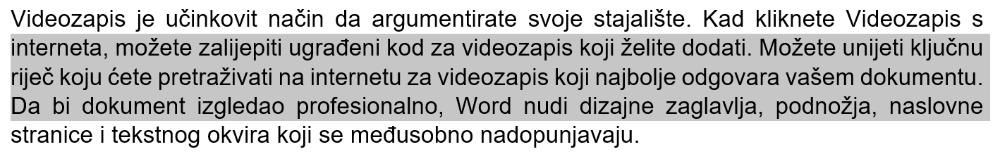 Videozapis je učinkovit način da argumentirate svoje stajalište. Kad kliknete Videozapis s
interneta, možete zalijepiti ugrađeni kod za videozapis koji želite dodati. Možete unijeti ključnu
riječ koju ćete pretraživati na internetu za videozapis koji najbolje odgovara vašem dokumentu.
Da bi dokument izgledao profesionalno, Word nudi dizajne zaglavlja, podnožja, naslovne
stranice i tekstnog okvira koji se međusobno nadopunjavaju.